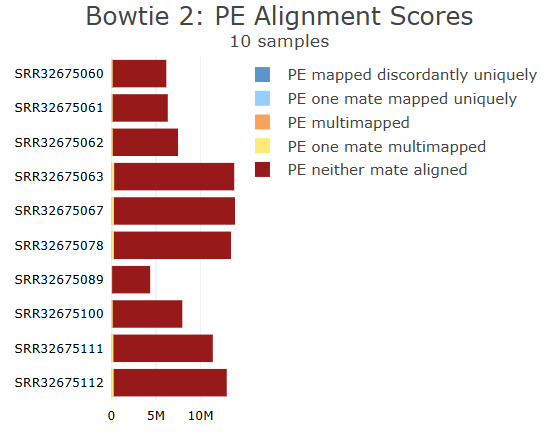 Bowtie 2: PE Alignment Scores
10 samples
SRR32675060
SRR32675061
SRR32675062
SRR32675063
SRR32675067
SRR32675078
SRR32675089
SRR32675100
SRR32675111
SRR32675112
0 5M 10M
PE mapped discordantly uniquely
PE one mate mapped uniquely
PE multimapped
PE one mate multimapped
PE neither mate aligned